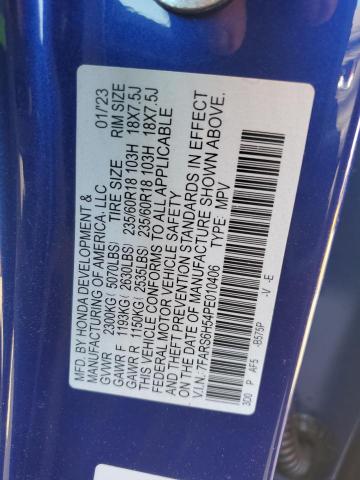 MFD. BY HONDA DEVELOPMENT &
MANUFACTURING OF AMERICA, LLC 01/'23
GVWR 2300KG( 5070LBS) TIRE SIZE RIM SIZE
GAWR F 1193KG( 2630LBS) 235/60R18 103H 18X7.5J
GAWR R 1150KG( 2535LBS) 235/60R18 103H 18X7.5J
THIS VEHICLE CONFORMS TO ALL APPLICABLE
FEDERAL MOTOR VEHICLE SAFETY
AND THEFT PREVENTION STANDARDS IN EFFECT
ON THE DATE OF MANUFACTURE SHOWN ABOVE.
V.I.N.: 7FARS6H54PE010406 TYPE: MPV
3D0 P AF5 -B575P -V -E